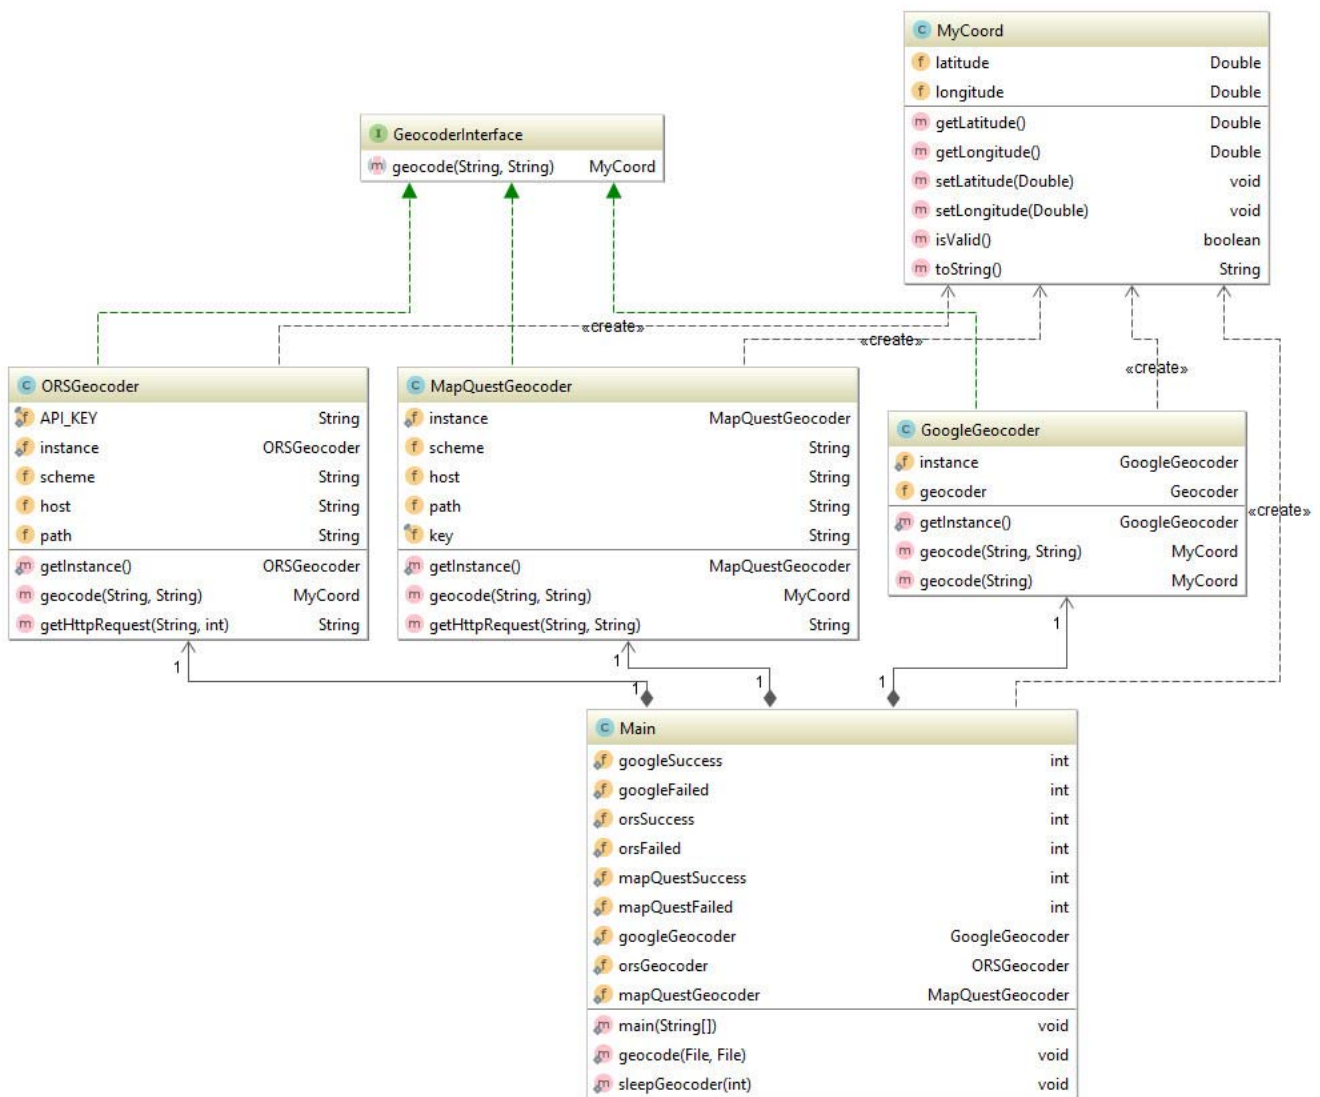 C MyCoord
f latitude Double
f longitude Double
m getLatitude() Double
m getLongitude() Double
m setLatitude(Double) void
m setLongitude(Double) void
m isValid() boolean
m toString() String
I GeocoderInterface
m geocode(String, String) MyCoord
«create»
«create»
«create»
«create»
C ORSGeocoder
f API_KEY String
f instance ORSGeocoder
f scheme String
f host String
f path String
m getInstance() ORSGeocoder
m geocode(String, String) MyCoord
m getHttpRequest(String, int) String
C MapQuestGeocoder
f instance MapQuestGeocoder
f scheme String
f host String
f path String
f key String
m getInstance() MapQuestGeocoder
m geocode(String, String) MyCoord
m getHttpRequest(String, String) String
C GoogleGeocoder
f instance GoogleGeocoder
f geocoder Geocoder
m getInstance() GoogleGeocoder
m geocode(String, String) MyCoord
m geocode(String) MyCoord
1
1
1
1
1
1
C Main
f googleSuccess int
f googleFailed int
f orsSuccess int
f orsFailed int
f mapQuestSuccess int
f mapQuestFailed int
f googleGeocoder GoogleGeocoder
f orsGeocoder ORSGeocoder
f mapQuestGeocoder MapQuestGeocoder
m main(String[]) void
m geocode(File, File) void
m sleepGeocoder(int) void